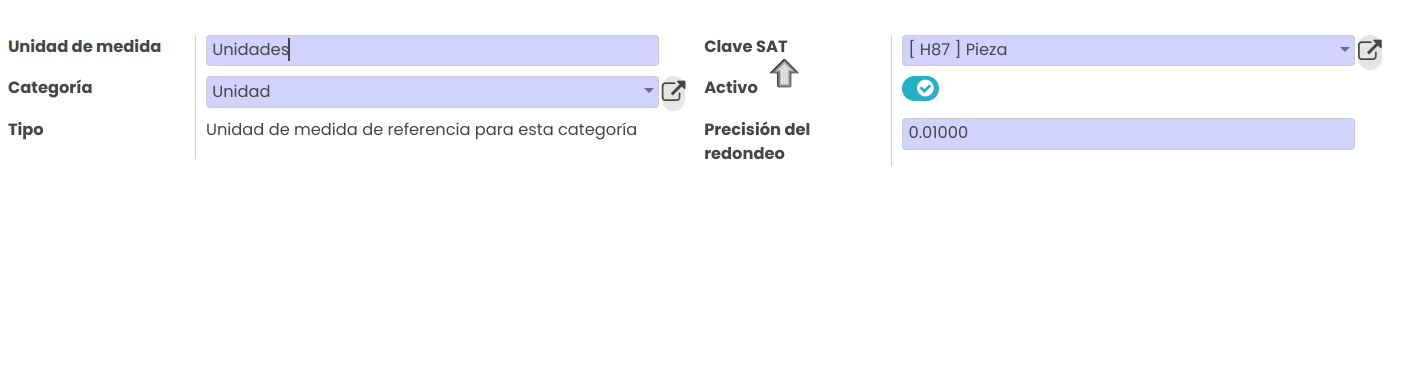 Unidad de medida
Unidades
Clave SAT
[ H87 ] Pieza
Categoría
Unidad
Activo
Tipo
Unidad de medida de referencia para esta categoría
Precisión del
redondeo
0.01000